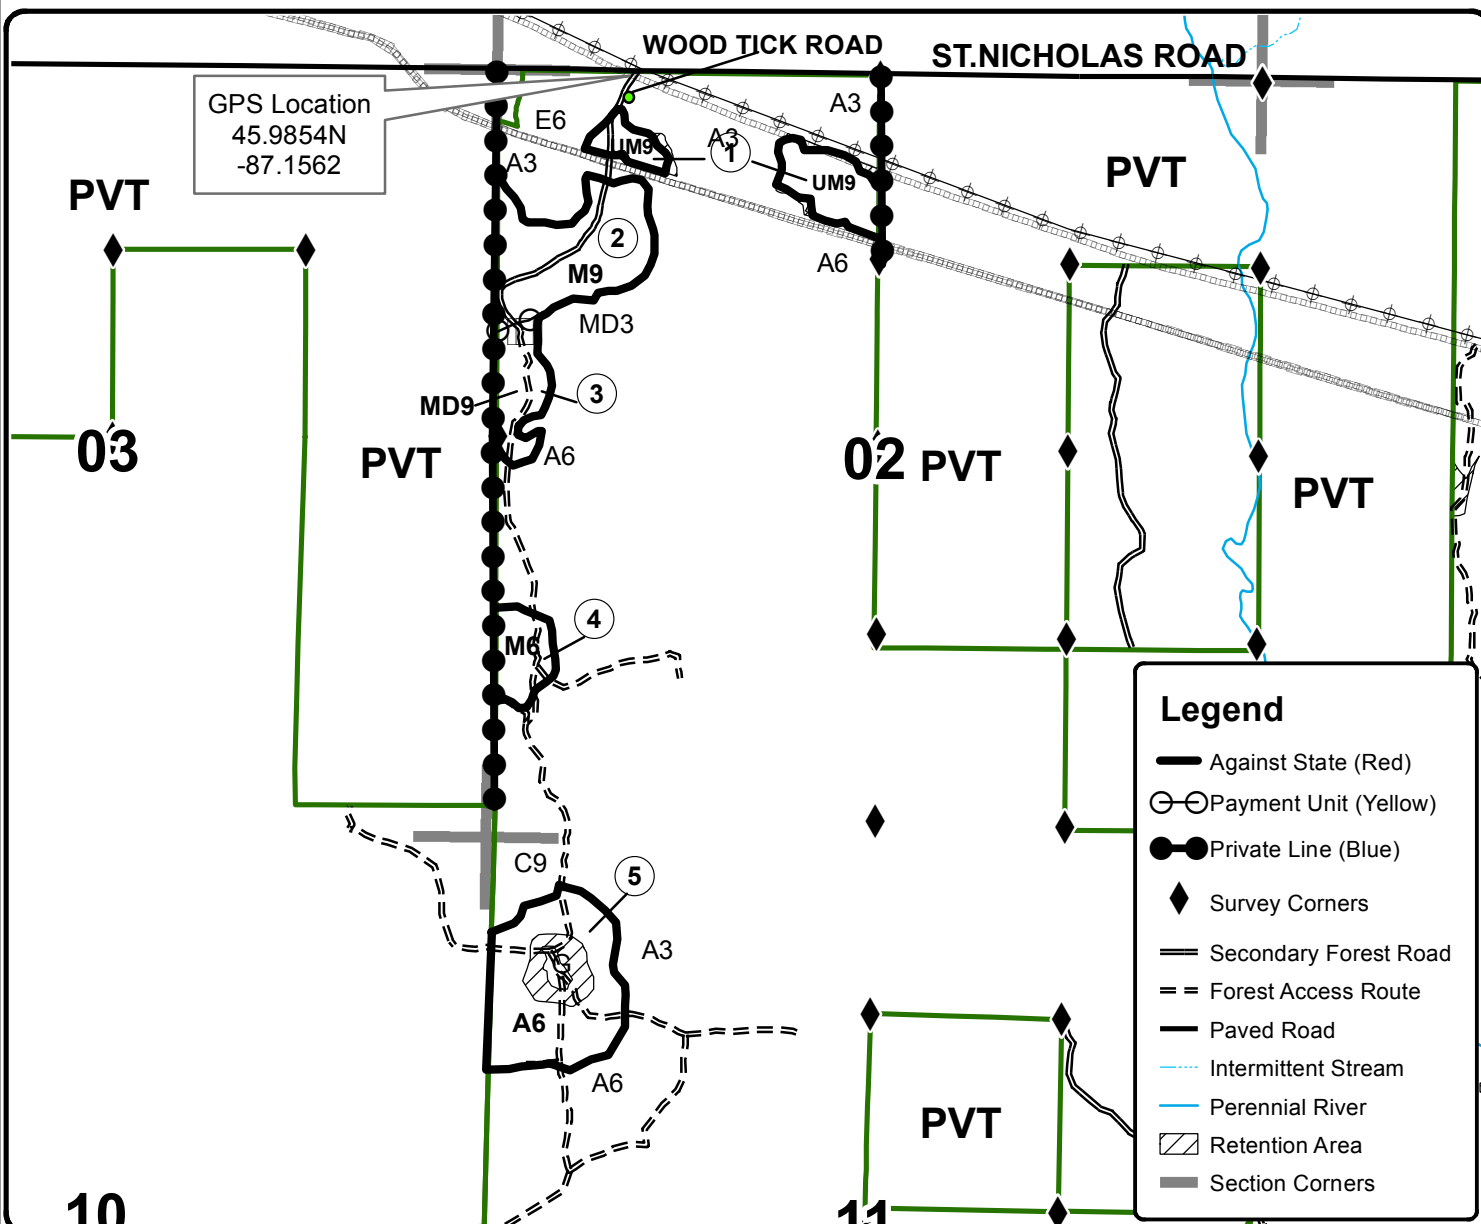 WOOD TICK ROAD
ST.NICHOLAS ROAD
GPS Location
45.9854N
-87.1562
E6
A3
A3
UM9
1
A3
PVT
PVT
UM9
2
A6
M9
MD3
3
MD9
03
PVT
A6
02
PVT
PVT
4
M6
C9
5
A3
G
A6
A6
PVT
10
11
Legend
Against State (Red)
Payment Unit (Yellow)
Private Line (Blue)
Survey Corners
Secondary Forest Road
Forest Access Route
Paved Road
Intermittent Stream
Perennial River
Retention Area
Section Corners